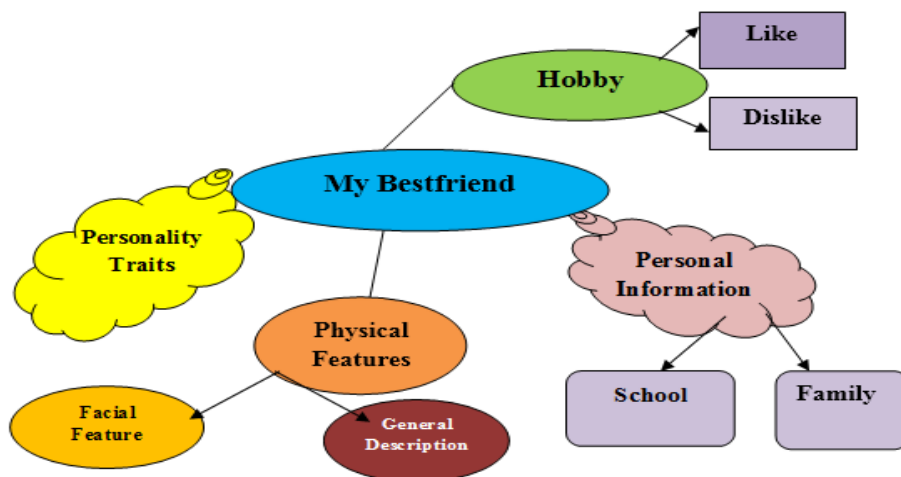 Like
Hobby
Dislike
My Bestfriend
Personality
Traits
Personal
Information
Physical
Features
School
Family
Facial
Feature
General
Description